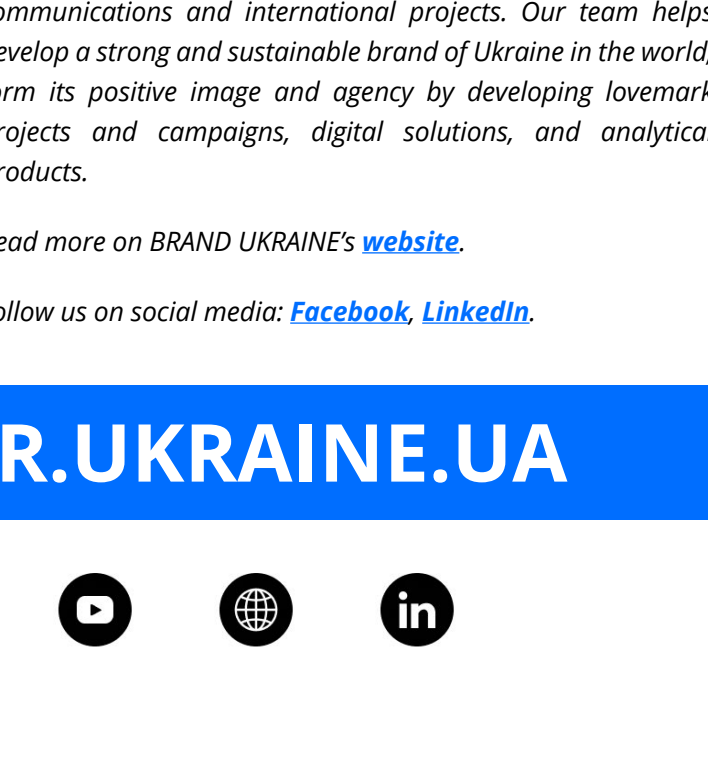 ommunications and international projects. Our team helps
evelop a strong and sustainable brand of Ukraine in the world,
orm its positive image and agency by developing lovemark
rojects and campaigns, digital solutions, and analytical
roducts.
ead more on BRAND UKRAINE’s website.
ollow us on social media: Facebook, LinkedIn.
R.UKRAINE.UA
in